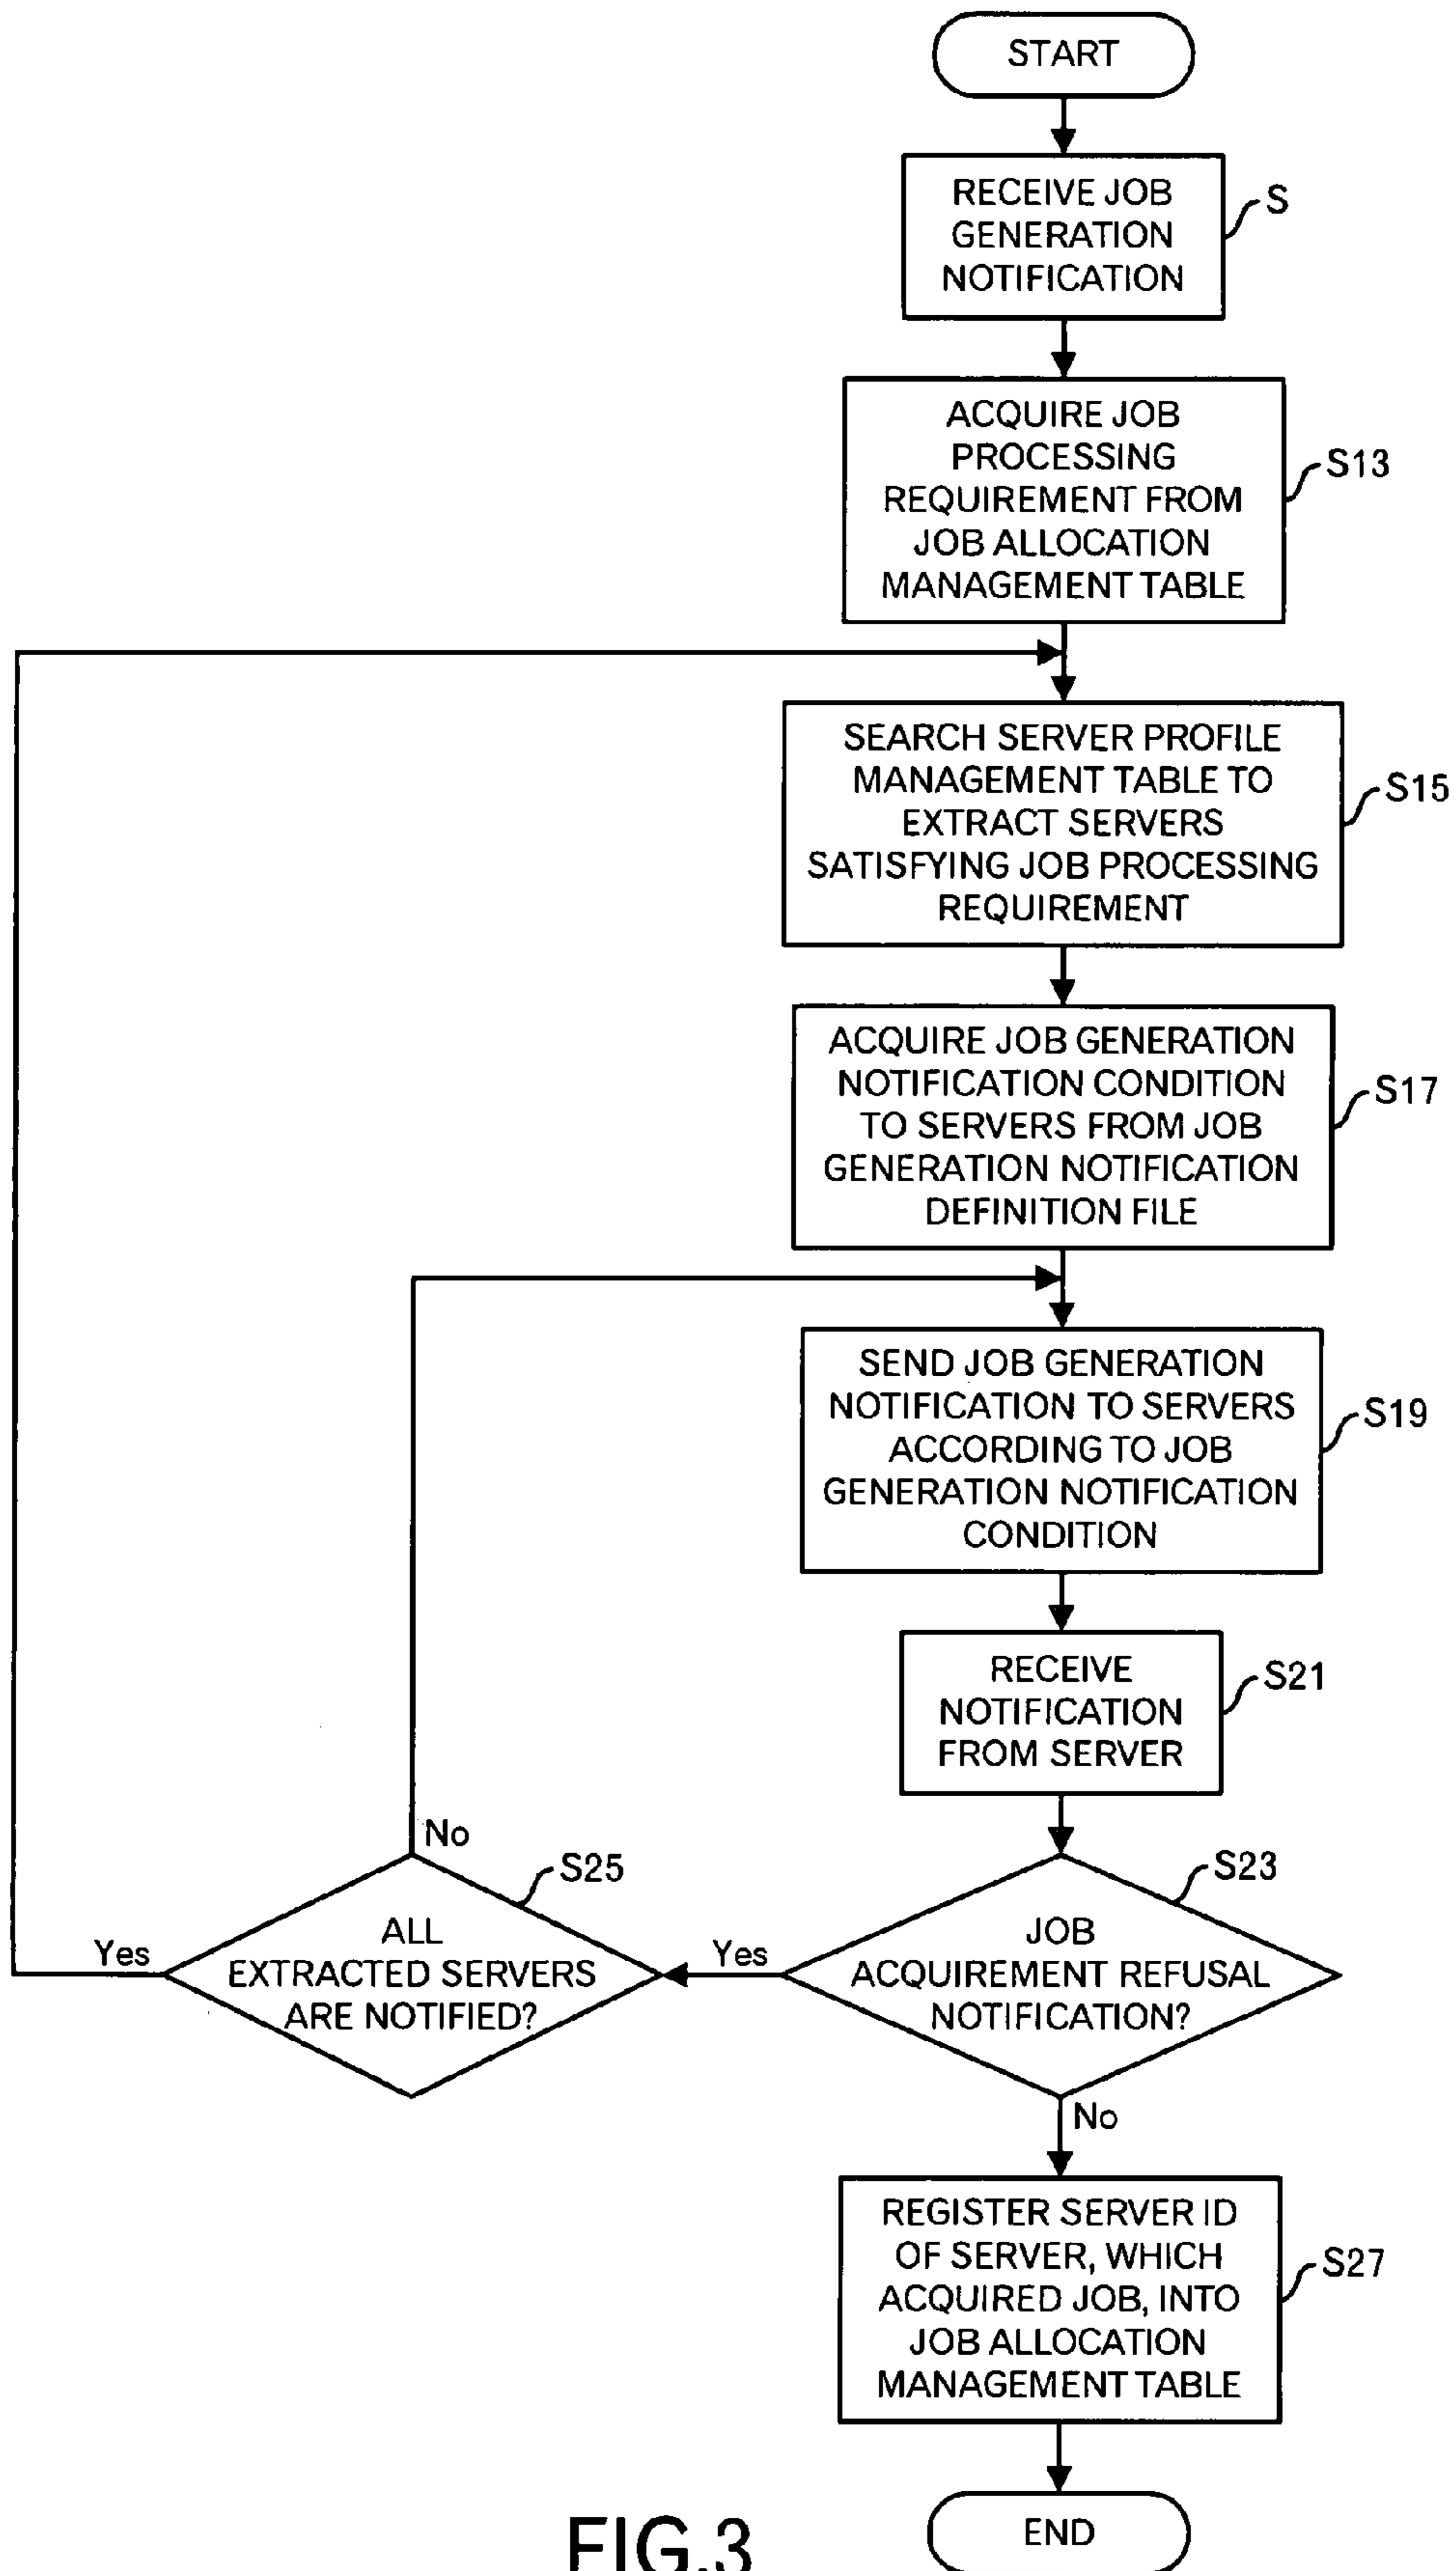 START
RECEIVE JOB
GENERATION
NOTIFICATION
S
ACQUIRE JOB
PROCESSING
REQUIREMENT FROM
JOB ALLOCATION
MANAGEMENT TABLE
S13
SEARCH SERVER PROFILE
MANAGEMENT TABLE TO
EXTRACT SERVERS
SATISFYING JOB PROCESSING
REQUIREMENT
S15
ACQUIRE JOB GENERATION
NOTIFICATION CONDITION
TO SERVERS FROM JOB
GENERATION NOTIFICATION
DEFINITION FILE
S17
SEND JOB GENERATION
NOTIFICATION TO SERVERS
ACCORDING TO JOB
GENERATION NOTIFICATION
CONDITION
S19
RECEIVE
NOTIFICATION
FROM SERVER
S21
JOB
ACQUIREMENT REFUSAL
NOTIFICATION?
S23
Yes
ALL
EXTRACTED SERVERS
ARE NOTIFIED?
S25
No
Yes
No
REGISTER SERVER ID
OF SERVER, WHICH
ACQUIRED JOB, INTO
JOB ALLOCATION
MANAGEMENT TABLE
S27
END
FIG.3